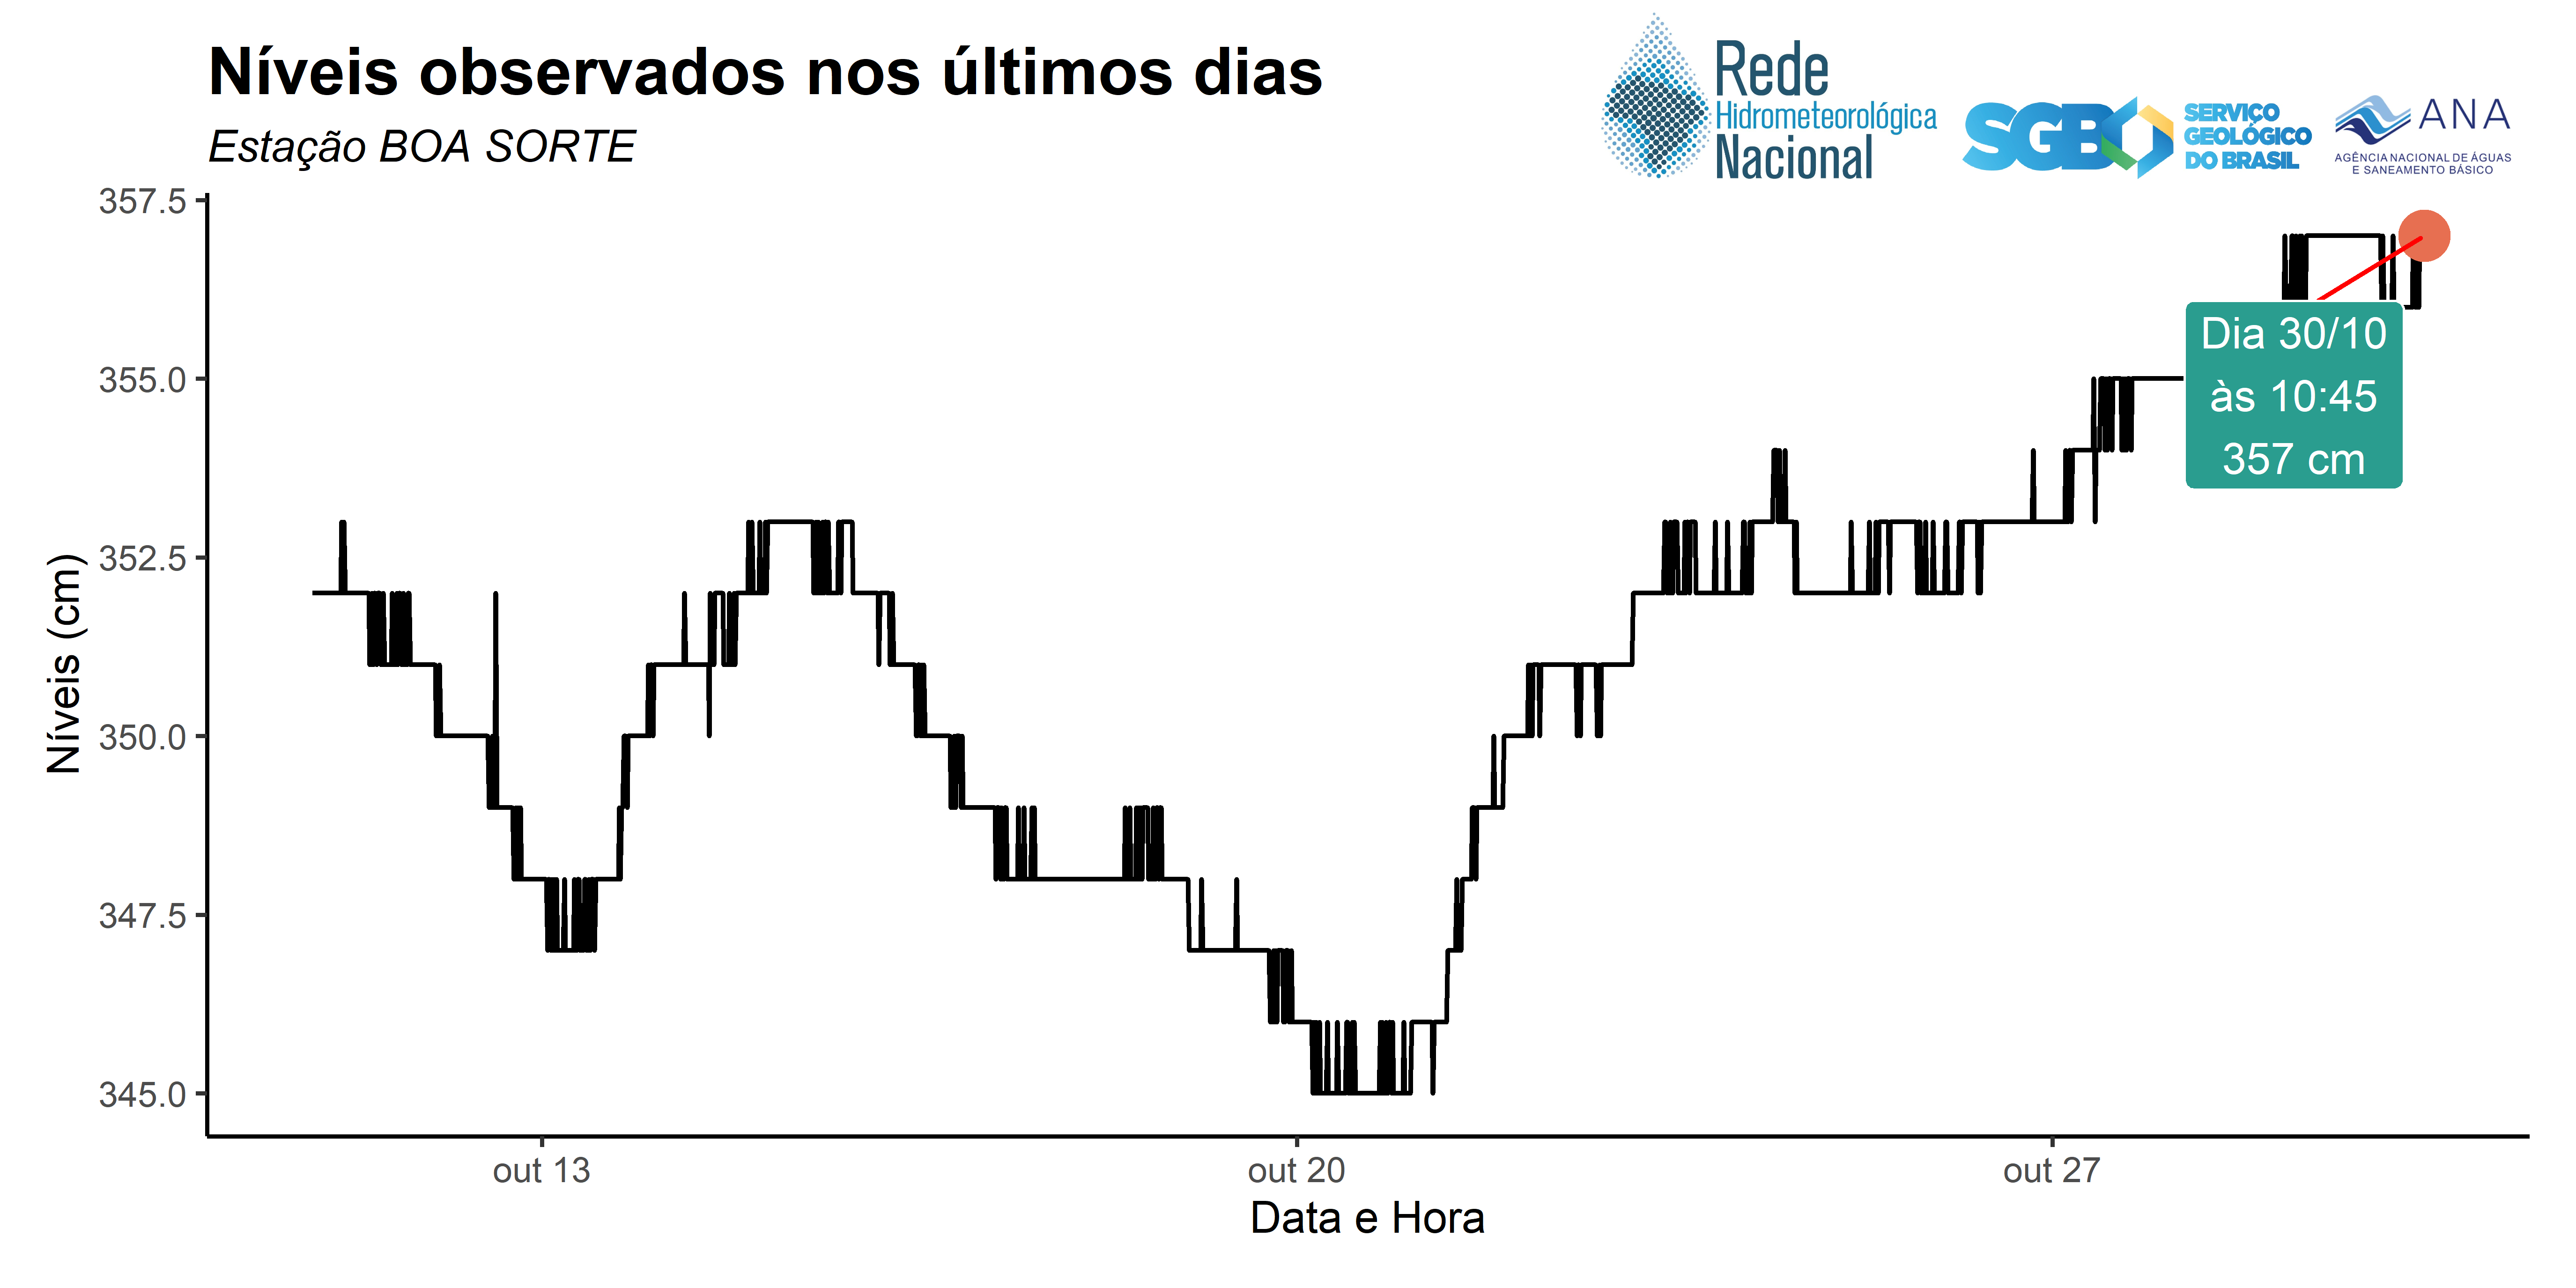 Níveis observados nos últimos dias
Estação BOA SORTE
Rede
Hidrometeorológica
Nacional
SGB
SERVIÇO
GEOLÓGICO
DO BRASIL
ANA
AGÊNCIA NACIONAL DE ÁGUAS
E SANEAMENTO BÁSICO
Níveis (cm)
357.5
355.0
352.5
350.0
347.5
345.0
Dia 30/10
às 10:45
357 cm
out 13
out 20
out 27
Data e Hora